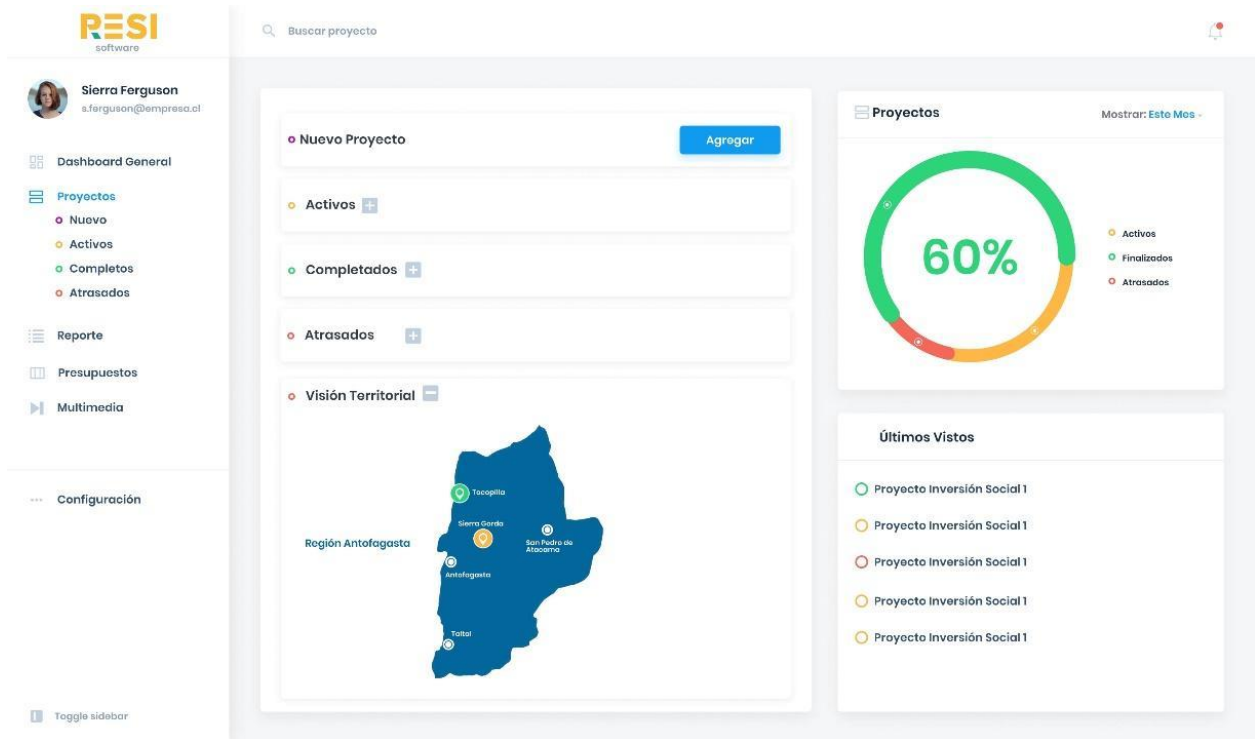 RESI
software
Buscar proyecto
Sierra Ferguson
s.ferguson@empresa.cl
Dashboard General
Proyectos
Nuevo
Activos
Completos
Atrasados
Reporte
Presupuestos
Multimedia
Configuración
Toggle sidebar
Nuevo Proyecto
Agregar
Activos
Completados
Atrasados
Visión Territorial
Región Antofagasta
Tocopilla
Sierra Gorda
San Pedro de
Atacama
Antofagasta
Taltal
Proyectos
Mostrar: Este Mes
60%
Activos
Finalizados
Atrasados
Últimos Vistos
Proyecto Inversión Social 1
Proyecto Inversión Social 1
Proyecto Inversión Social 1
Proyecto Inversión Social 1
Proyecto Inversión Social 1